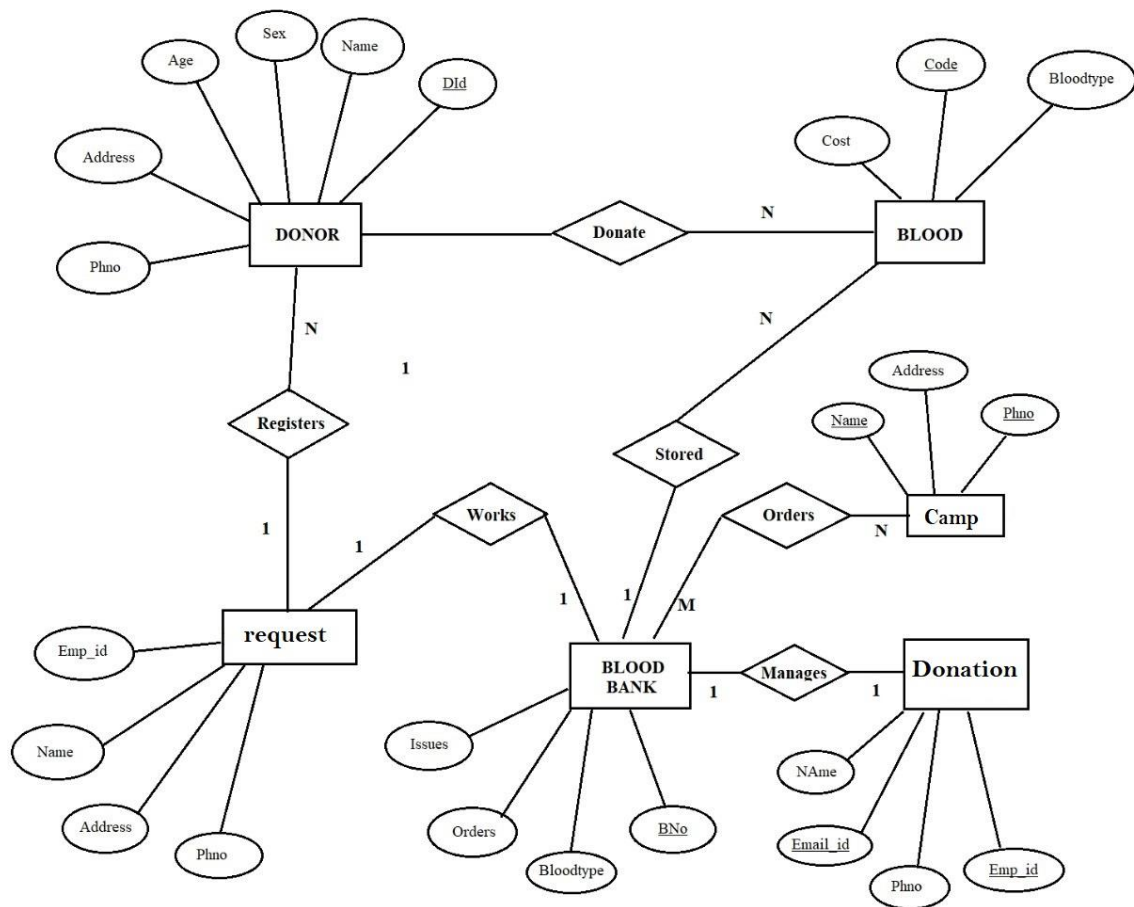 Sex
Name
Age
DId
Code
Bloodtype
Cost
Address
DONOR
Donate
N
BLOOD
Phno
N
N
1
Address
Name
Phno
Registers
Stored
Works
Orders
Camp
N
1
1
1
1
M
request
Emp_id
BLOOD
BANK
1
Manages
1
Donation
Name
Issues
NAme
Address
Phno
Orders
Bloodtype
BNo
Email_id
Phno
Emp_id